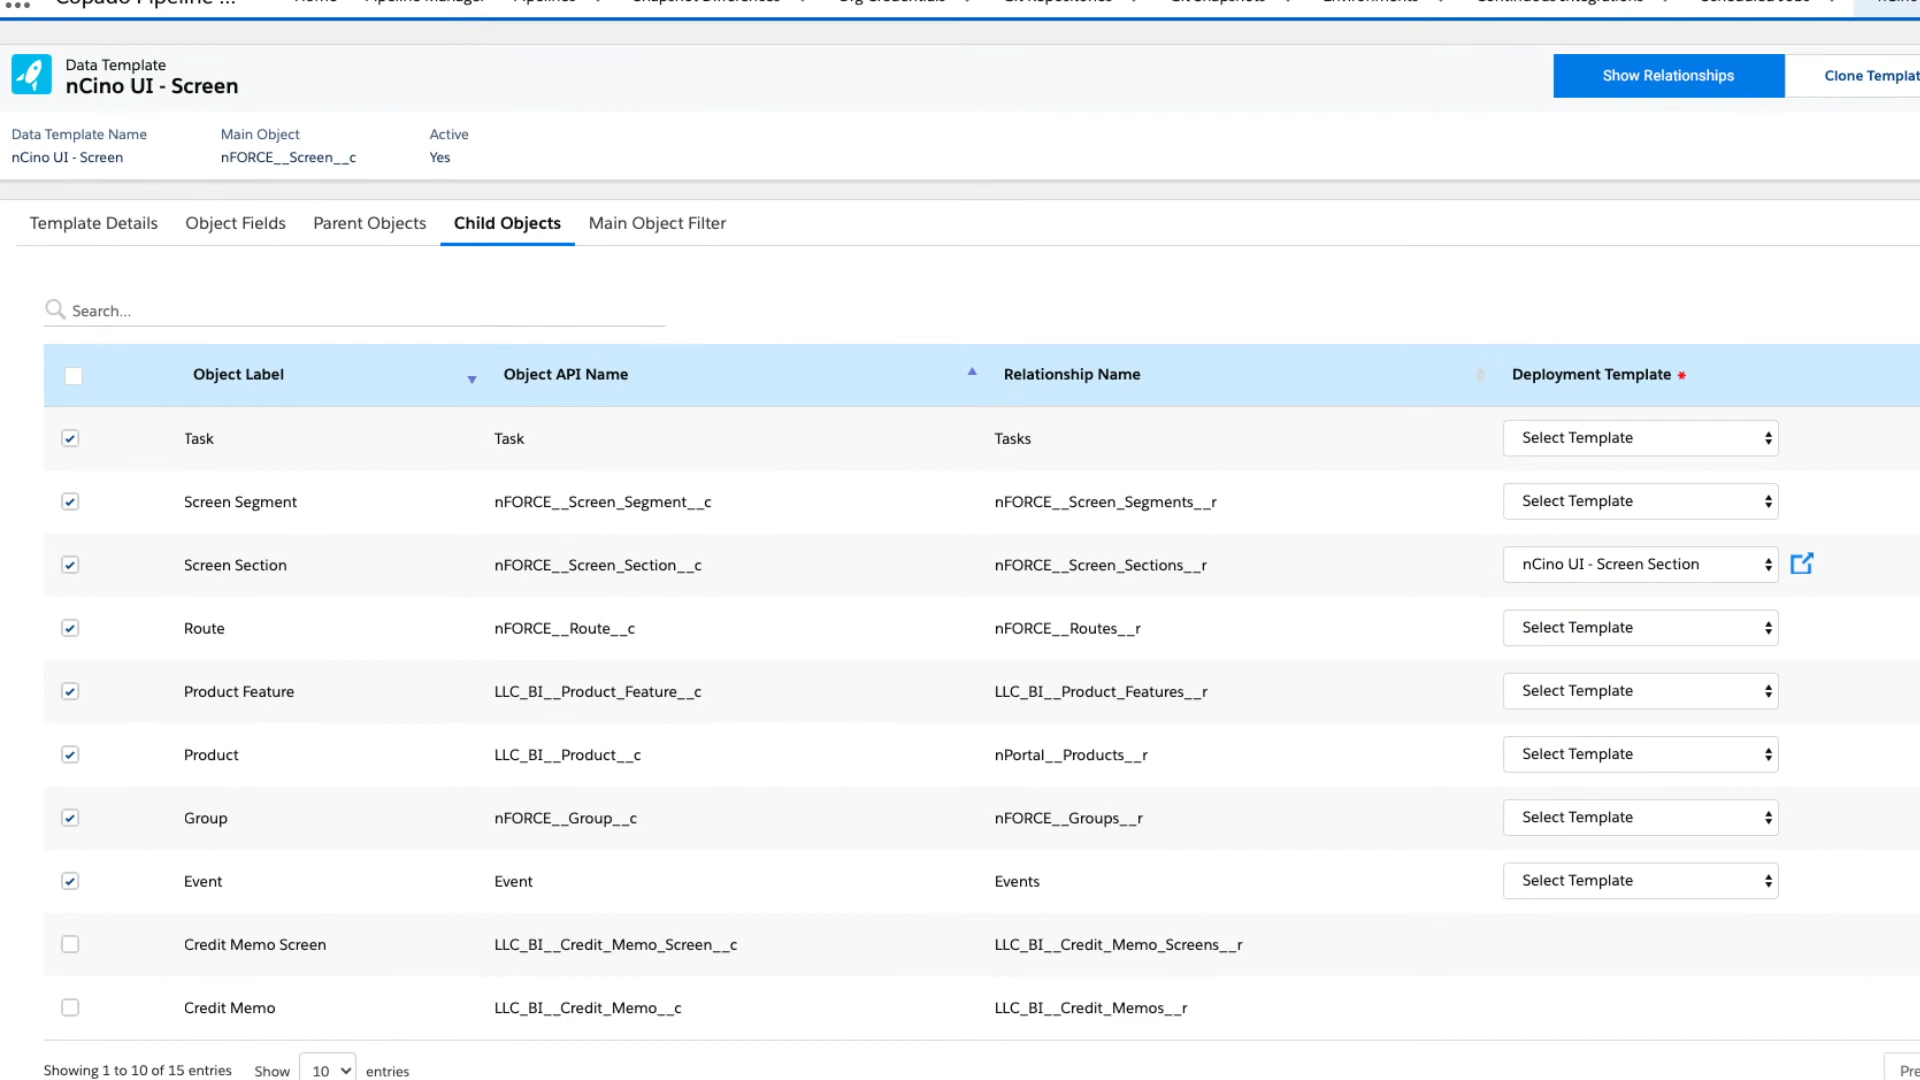 Copado Pipeline ...
Data Template
nCino UI - Screen
Show Relationships
Clone Templat
Data Template Name
Main Object
Active
nCino UI - Screen
nFORCE__Screen__c
Yes
Template Details
Object Fields
Parent Objects
Child Objects
Main Object Filter
Search...
Object Label
Object API Name
Relationship Name
Deployment Template *
Task Task Tasks Select Template
Screen Segment nFORCE__Screen_Segment__c nFORCE__Screen_Segments__r Select Template
Screen Section nFORCE__Screen_Section__c nFORCE__Screen_Sections__r nCino UI - Screen Section
Route nFORCE__Route__c nFORCE__Routes__r Select Template
Product Feature LLC_BI__Product_Feature__c LLC_BI__Product_Features__r Select Template
Product LLC_BI__Product__c nPortal__Products__r Select Template
Group nFORCE__Group__c nFORCE__Groups__r Select Template
Event Event Events Select Template
Credit Memo Screen LLC_BI__Credit_Memo_Screen__c LLC_BI__Credit_Memo_Screens__r
Credit Memo LLC_BI__Credit_Memo__c LLC_BI__Credit_Memos__r
Showing 1 to 10 of 15 entries Show 10 entries
Pre